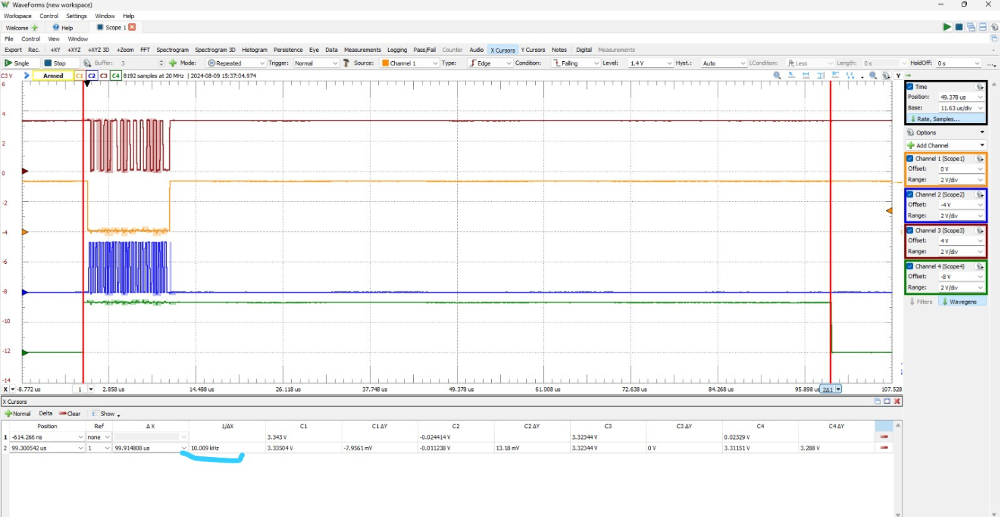 WaveForms (new workspace)
Workspace Control Settings Window Help
Welcome Help Scope 1
File Control View Window
Export Rec. +XY +XYZ +XYZ 3D +Zoom FFT Spectrogram Spectrogram 3D Histogram Persistence Eye Data Measurements Logging Pass/Fail Counter Audio X Cursors Y Cursors Notes Digital Measurements
Single Stop Buffer: 3 Mode: Repeated Trigger: Normal Source: Channel 1 Type: Edge Condition: Falling Level: 1.4 V Hyst.: Auto LCondition: Less Length: 0 s HoldOff: 0 s
C3 V Armed C1 C2 C3 C4 8192 samples at 20 MHz | 2024-08-09 15:37:04.974 Y
6
4
2
0
-2
-4
-6
-8
-10
-12
-14
X -8.772 us 1 2.858 us 14.488 us 26.118 us 37.748 us 49.378 us 61.008 us 72.638 us 84.268 us 95.898 us 2Δ1 107.528
Time
Position: 49.378 us
Base: 11.63 us/div
Rate, Samples...
Options
Add Channel
Channel 1 (Scope1)
Offset: 0 V
Range: 2 V/div
Channel 2 (Scope2)
Offset: -4 V
Range: 2 V/div
Channel 3 (Scope3)
Offset: 4 V
Range: 2 V/div
Channel 4 (Scope4)
Offset: -8 V
Range: 2 V/div
Filters Wavegens
X Cursors
Normal Delta Clear Show
Position Ref Δ X 1/ΔX C1 C1 ΔY C2 C2 ΔY C3 C3 ΔY C4 C4 ΔY
1 -614.266 ns none 3.343 V -0.024414 V 3.32344 V 0.02329 V
2 99.300542 us 1 99.914808 us 10.009 kHz 3.33504 V -7.9561 mV -0.011238 V 13.18 mV 3.32344 V 0 V 3.31151 V 3.288 V